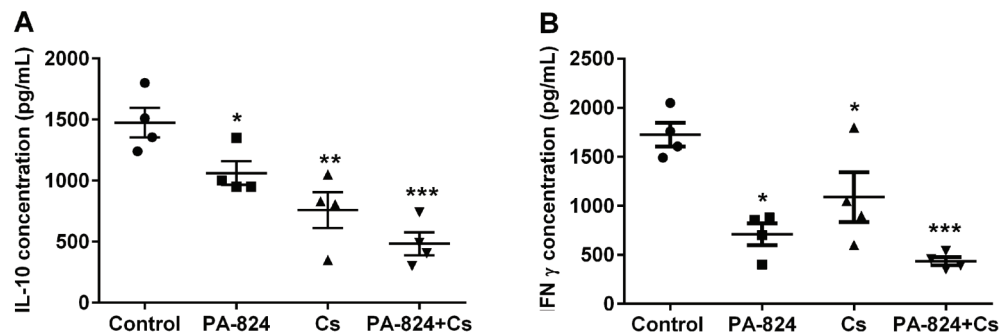 A
IL-10 concentration (pg/mL)
2000
1500
1000
500
0
*
**
***
Control PA-824 Cs PA-824+Cs
B
IFN γ concentration (pg/mL)
2500
2000
1500
1000
500
0
*
*
***
Control PA-824 Cs PA-824+Cs